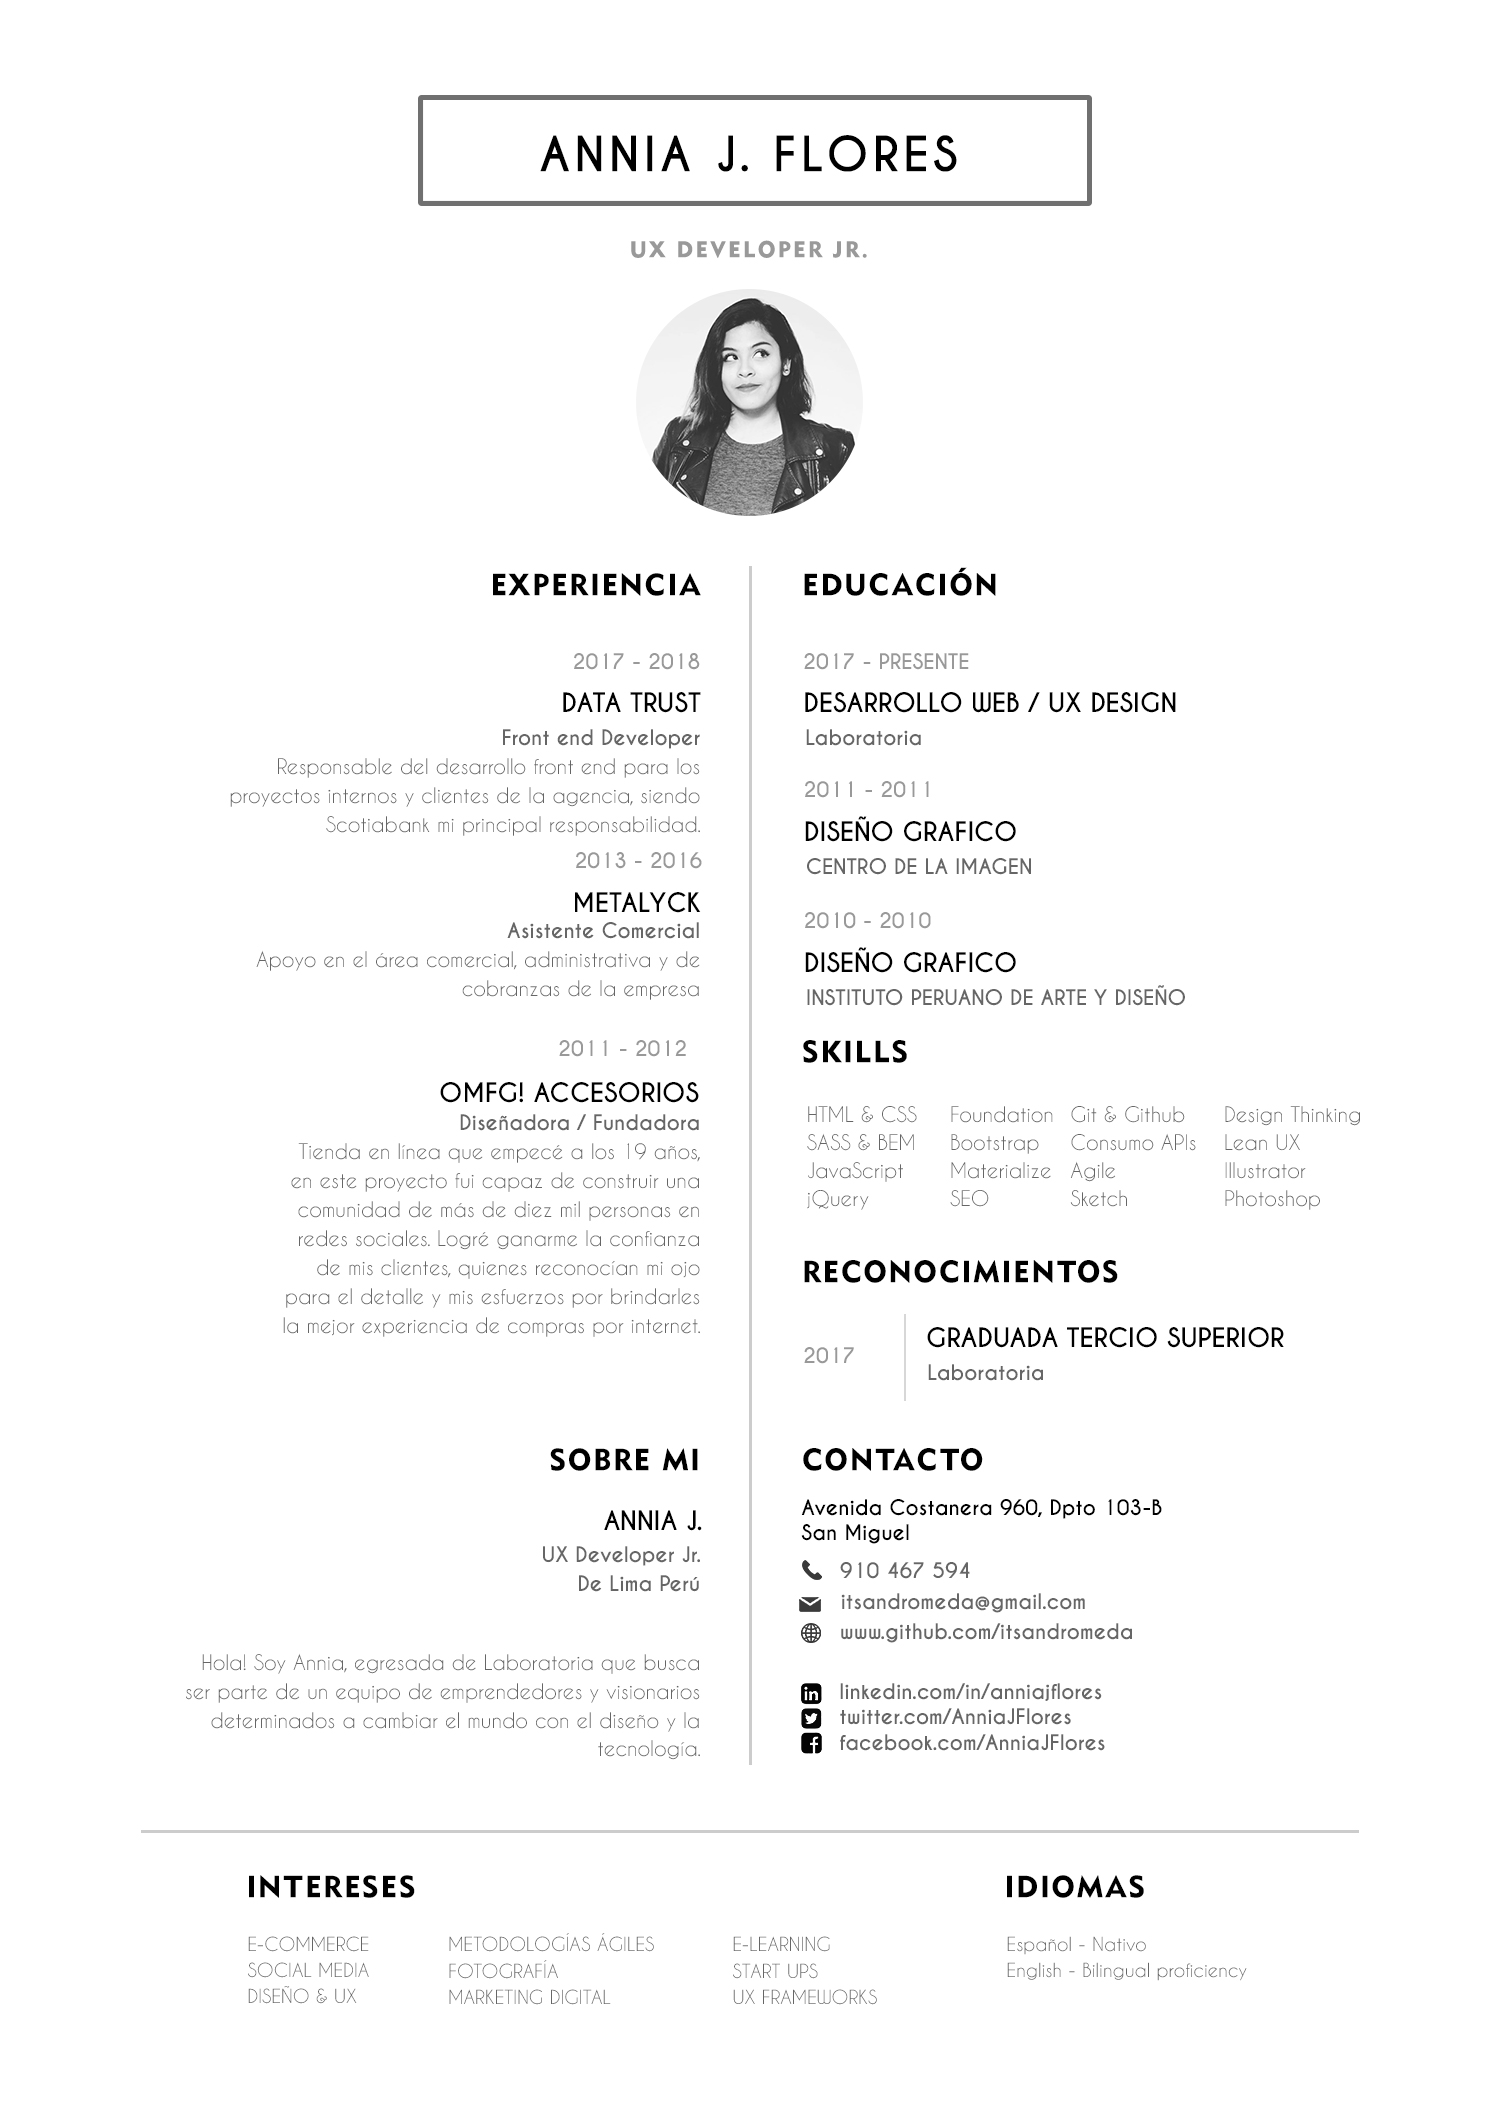 ANNIA J. FLORES
UX DEVELOPER JR.
EXPERIENCIA
2017 - 2018
DATA TRUST
Front end Developer
Responsable del desarrollo front end para los
proyectos internos y clientes de la agencia, siendo
Scotiabank mi principal responsabilidad.
2013 - 2016
METALYCK
Asistente Comercial
Apoyo en el área comercial, administrativa y de
cobranzas de la empresa
2011 - 2012
OMFG! ACCESORIOS
Diseñadora / Fundadora
Tienda en línea que empecé a los 19 años,
en este proyecto fui capaz de construir una
comunidad de más de diez mil personas en
redes sociales. Logré ganarme la confianza
de mis clientes, quienes reconocían mi ojo
para el detalle y mis esfuerzos por brindarles
la mejor experiencia de compras por internet.
SOBRE MI
ANNIA J.
UX Developer Jr.
De Lima Perú
Hola! Soy Annia, egresada de Laboratoria que busca
ser parte de un equipo de emprendedores y visionarios
determinados a cambiar el mundo con el diseño y la
tecnología.
EDUCACIÓN
2017 - PRESENTE
DESARROLLO WEB / UX DESIGN
Laboratoria
2011 - 2011
DISEÑO GRAFICO
CENTRO DE LA IMAGEN
2010 - 2010
DISEÑO GRAFICO
INSTITUTO PERUANO DE ARTE Y DISEÑO
SKILLS
HTML & CSS Foundation Git & Github Design Thinking
SASS & BEM Bootstrap Consumo APIs Lean UX
JavaScript Materialize Agile Illustrator
jQuery SEO Sketch Photoshop
RECONOCIMIENTOS
2017
GRADUADA TERCIO SUPERIOR
Laboratoria
CONTACTO
Avenida Costanera 960, Dpto 103-B
San Miguel
910 467 594
itsandromeda@gmail.com
www.github.com/itsandromeda
linkedin.com/in/anniajflores
twitter.com/AnniaJFlores
facebook.com/AnniaJFlores
INTERESES
E-COMMERCE METODOLOGÍAS ÁGILES E-LEARNING
SOCIAL MEDIA FOTOGRAFÍA START UPS
DISEÑO & UX MARKETING DIGITAL UX FRAMEWORKS
IDIOMAS
Español - Nativo
English - Bilingual proficiency